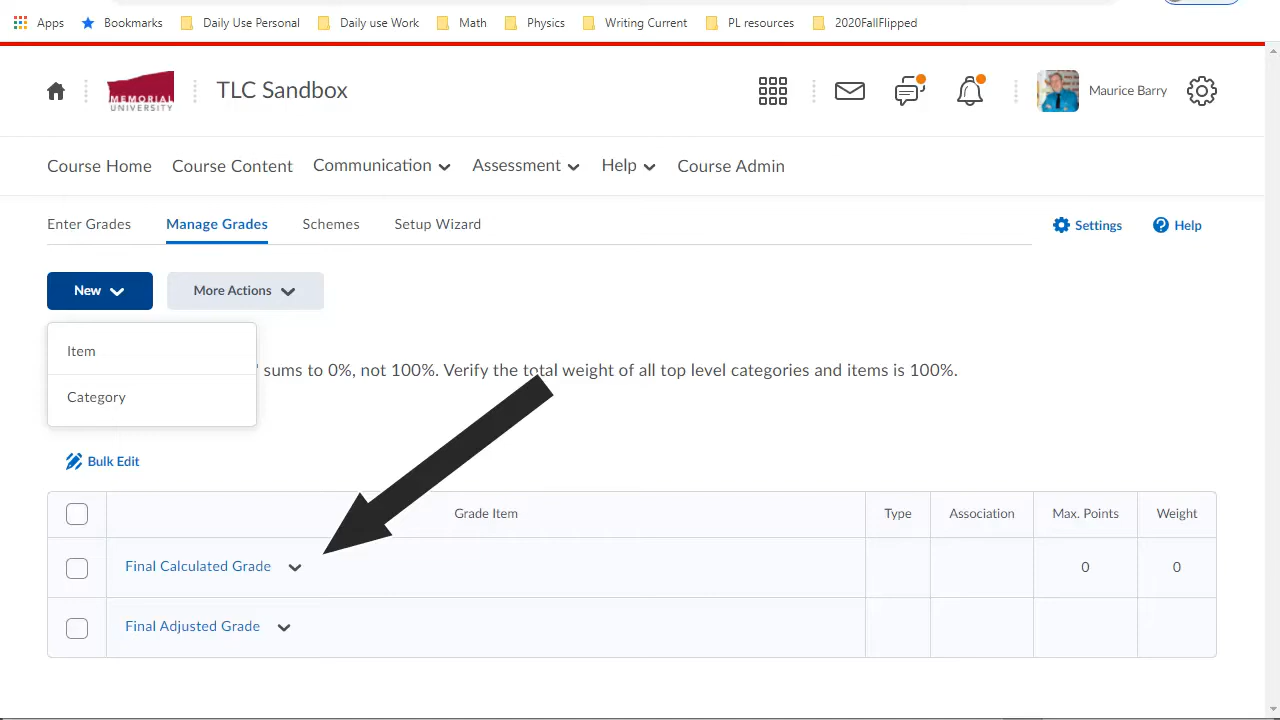 Apps Bookmarks Daily Use Personal Daily use Work Math Physics Writing Current PL resources 2020FallFlipped
MEMORIAL
UNIVERSITY
TLC Sandbox
Maurice Barry
Course Home Course Content Communication Assessment Help Course Admin
Enter Grades Manage Grades Schemes Setup Wizard Settings Help
New More Actions
Item
" sums to 0%, not 100%. Verify the total weight of all top level categories and items is 100%.
Category
Bulk Edit
Grade Item Type Association Max. Points Weight
Final Calculated Grade 0 0
Final Adjusted Grade